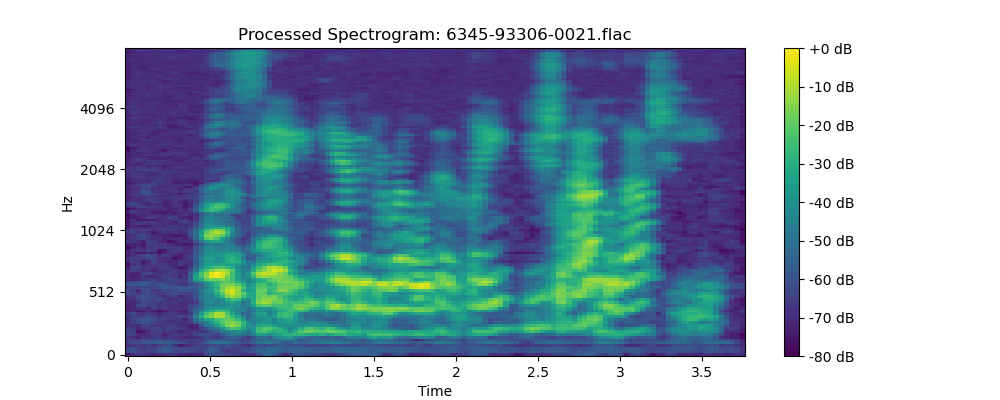 Processed Spectrogram: 6345-93306-0021.flac
Hz
4096
2048
1024
512
0
0 0.5 1 1.5 2 2.5 3 3.5
Time
+0 dB
-10 dB
-20 dB
-30 dB
-40 dB
-50 dB
-60 dB
-70 dB
-80 dB